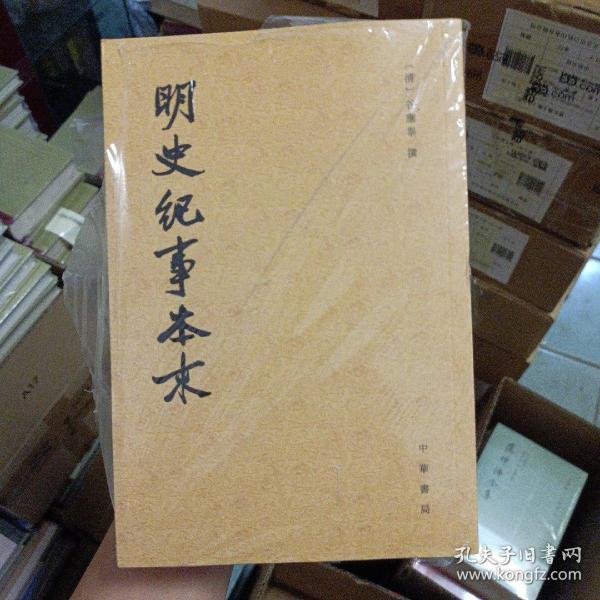 〔清〕谷應泰 撰
明史纪事本末
中華書局
孔夫子旧书网
www.kongfz.com